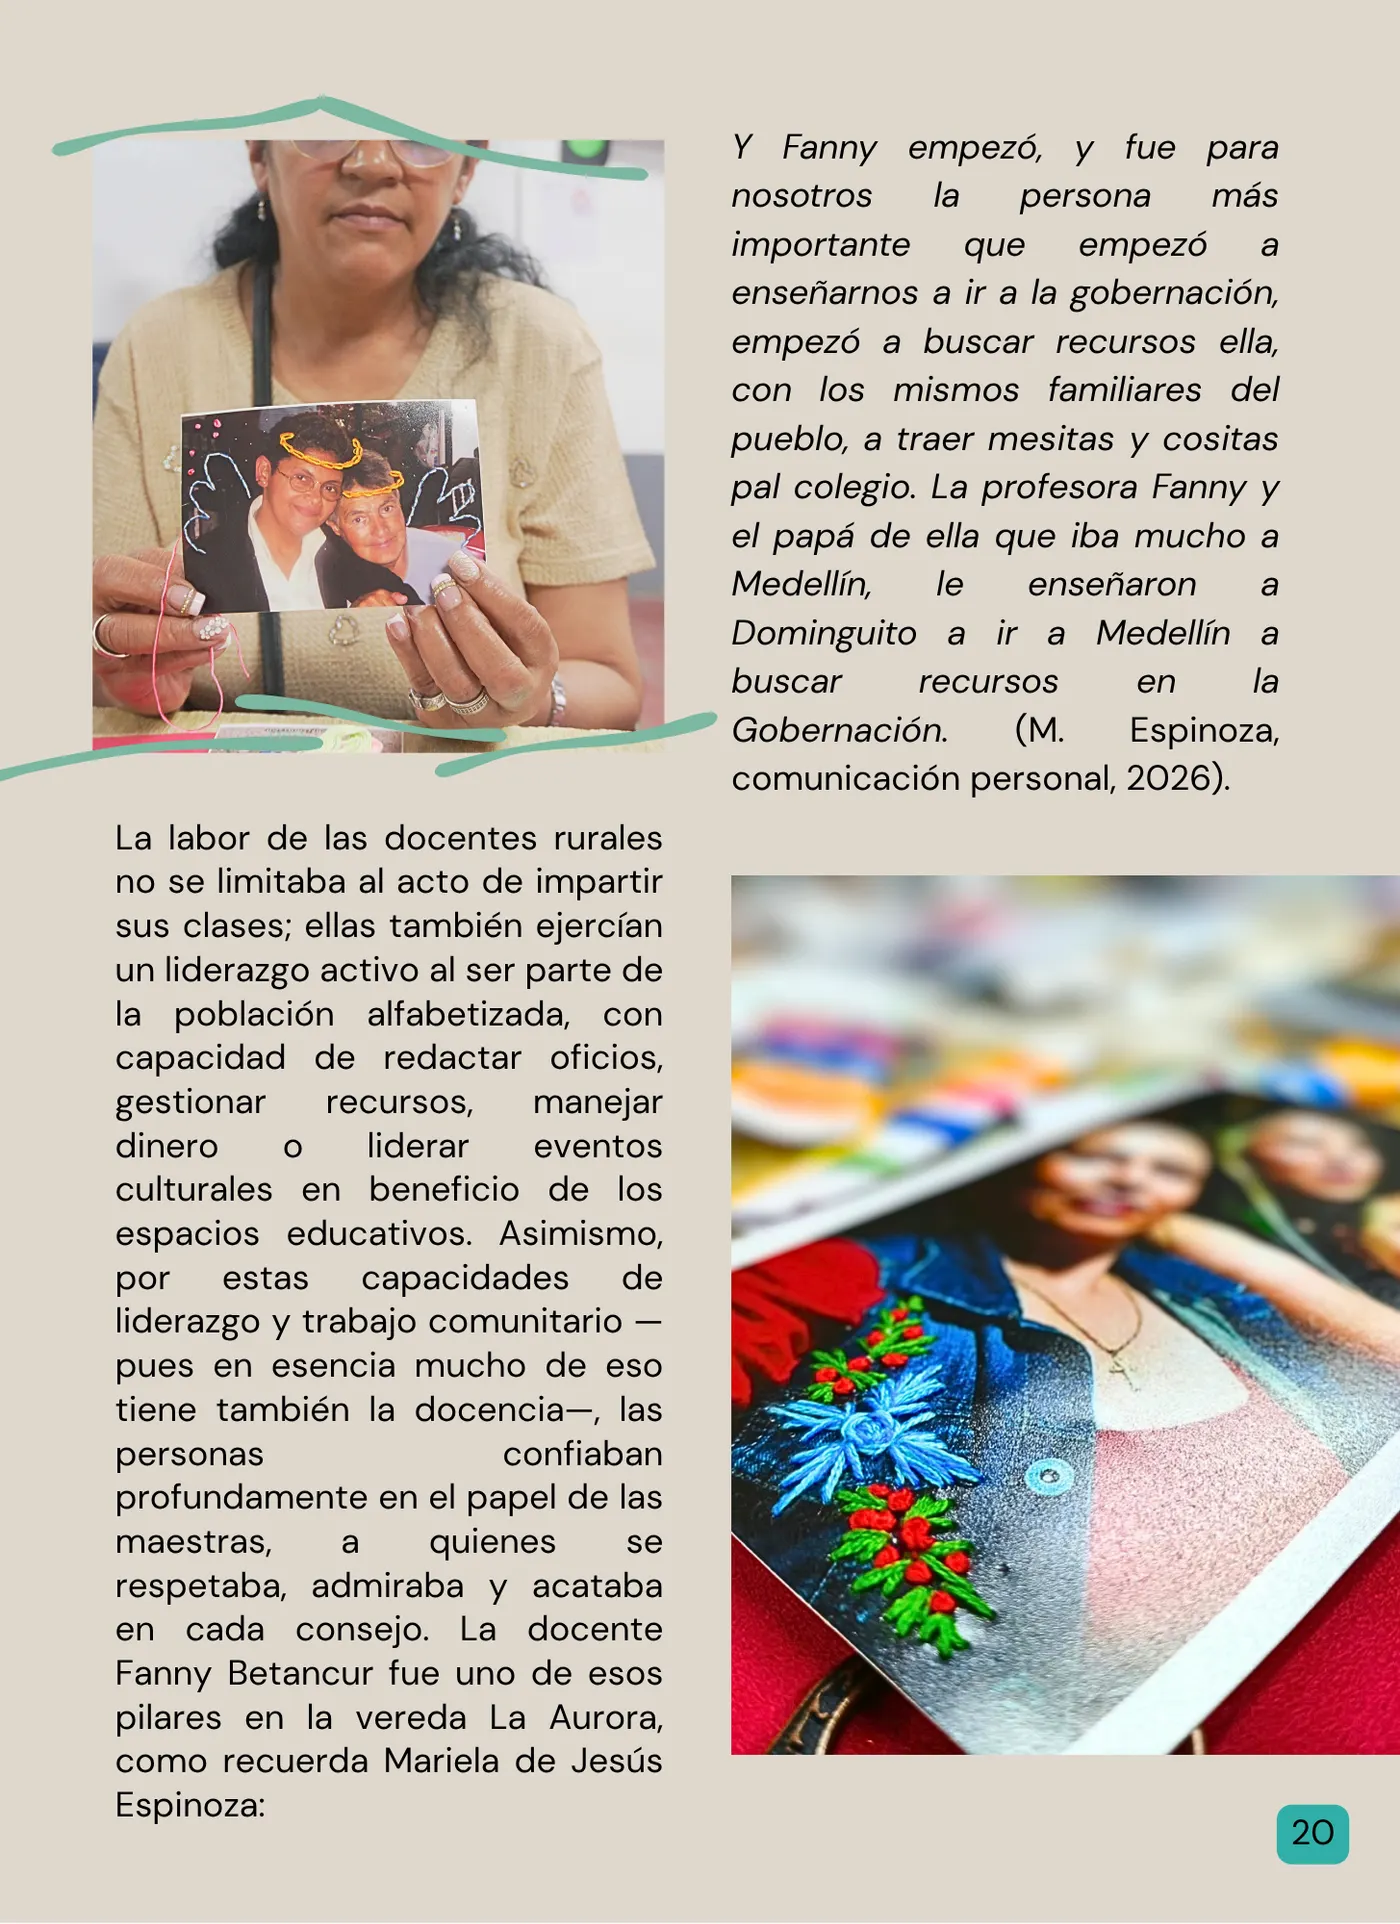 La labor de las docentes rurales
no se limitaba al acto de impartir
sus clases; ellas también ejercían
un liderazgo activo al ser parte de
la población alfabetizada, con
capacidad de redactar oficios,
gestionar recursos, manejar
dinero o liderar eventos
culturales en beneficio de los
espacios educativos. Asimismo,
por estas capacidades de
liderazgo y trabajo comunitario —
pues en esencia mucho de eso
tiene también la docencia—, las
personas confiaban
profundamente en el papel de las
maestras, a quienes se
respetaba, admiraba y acataba
en cada consejo. La docente
Fanny Betancur fue uno de esos
pilares en la vereda La Aurora,
como recuerda Mariela de Jesús
Espinoza:
Y Fanny empezó, y fue para
nosotros la persona más
importante que empezó a
enseñarnos a ir a la gobernación,
empezó a buscar recursos ella,
con los mismos familiares del
pueblo, a traer mesitas y cositas
pal colegio. La profesora Fanny y
el papá de ella que iba mucho a
Medellín, le enseñaron a
Dominguito a ir a Medellín a
buscar recursos en la
Gobernación. (M. Espinoza,
comunicación personal, 2026).
20